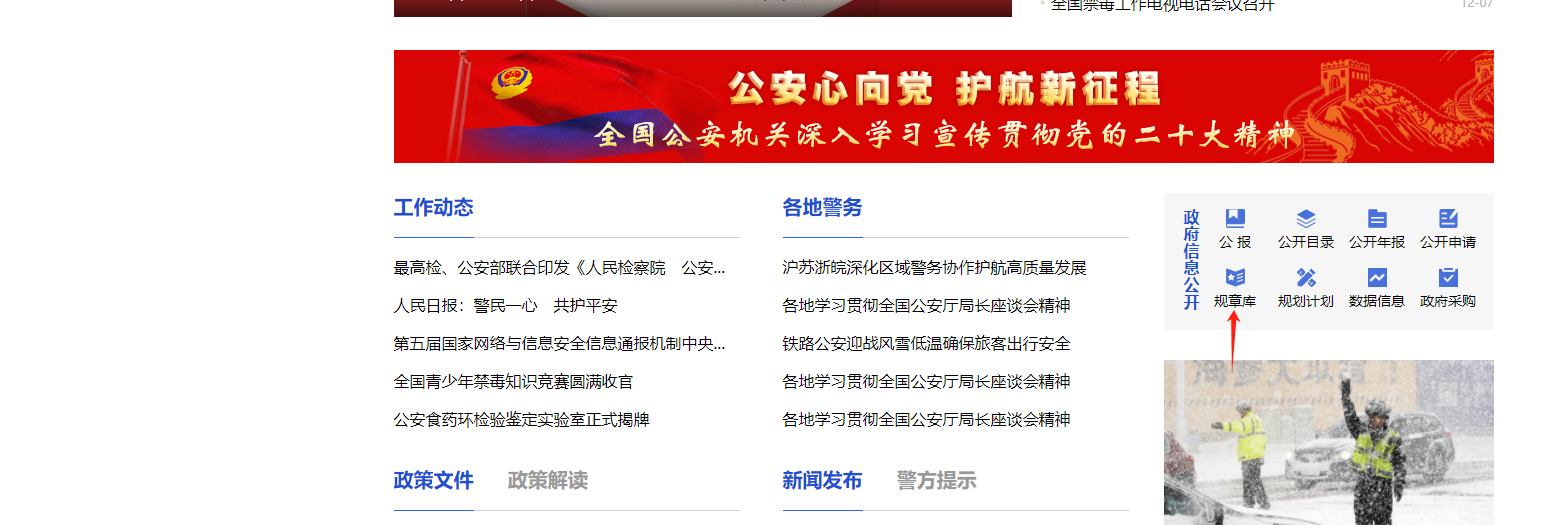 全国禁毒工作电视电话会议召开 12-07
公安心向党 护航新征程
全国公安机关深入学习宣传贯彻党的二十大精神
工作动态
最高检、公安部联合印发《人民检察院 公安...
人民日报：警民一心 共护平安
第五届国家网络与信息安全信息通报机制中央...
全国青少年禁毒知识竞赛圆满收官
公安食药环检验鉴定实验室正式揭牌
各地警务
沪苏浙皖深化区域警务协作护航高质量发展
各地学习贯彻全国公安厅局长座谈会精神
铁路公安迎战风雪低温确保旅客出行安全
各地学习贯彻全国公安厅局长座谈会精神
各地学习贯彻全国公安厅局长座谈会精神
政府信息公开
公 报 公开目录 公开年报 公开申请
规章库 规划计划 数据信息 政府采购
政策文件 政策解读
新闻发布 警方提示